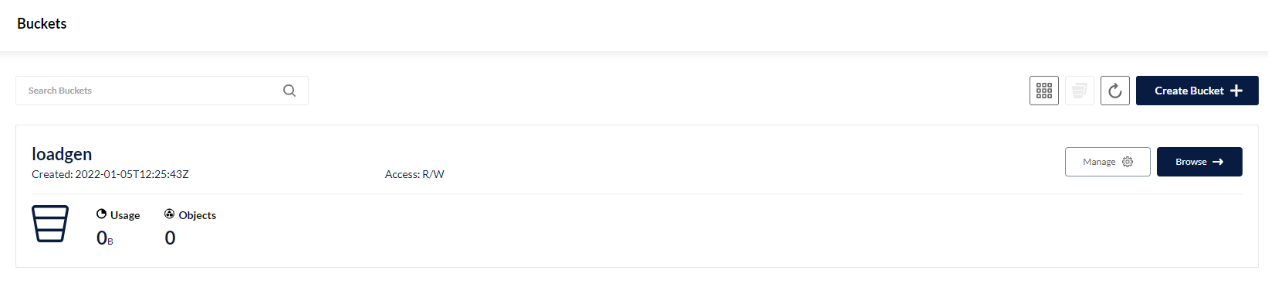 Buckets
Search Buckets
Create Bucket
loadgen
Created: 2022-01-05T12:25:43Z Access: R/W
Manage Browse
Usage Objects
0B 0